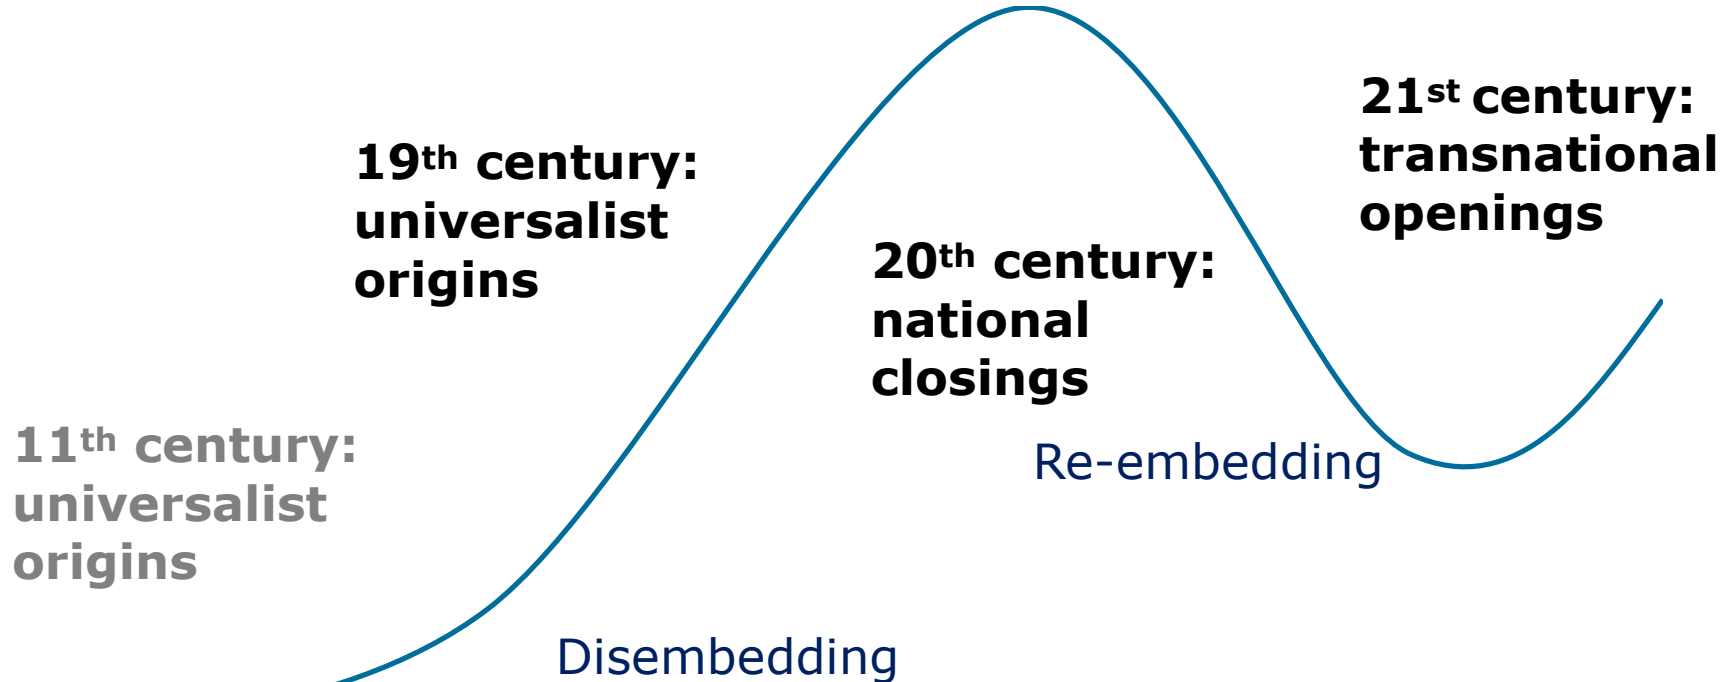 11th century:
universalist
origins
19th century:
universalist
origins
20th century:
national
closings
21st century:
transnational
openings
Disembedding
Re-embedding